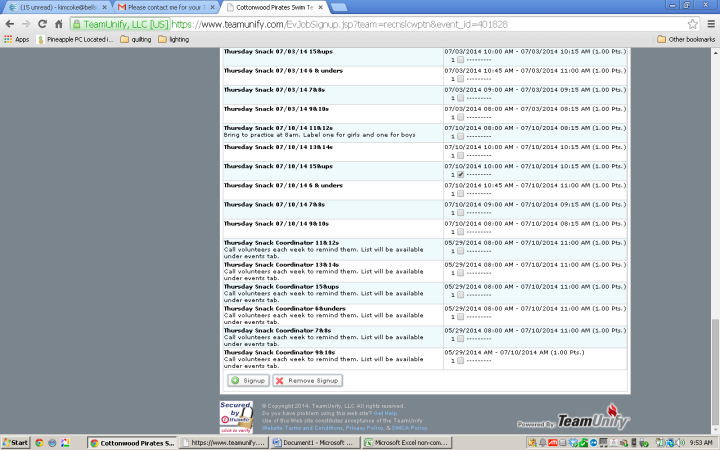 (15 unread) - kimcoke@bells
Please contact me for your
Cottonwood Pirates Swim Te
TeamUnify, LLC [US] https://www.teamunify.com/EvJobSignup.jsp?team=recnslcwptn&event_id=401828
Apps Pineapple PC Located i... quilting lighting Other bookmarks
Thursday Snack 07/03/14 15&ups 07/03/2014 10:00 AM - 07/03/2014 10:15 AM (1.00 Pts.)
1 ---------
Thursday Snack 07/03/14 6 & unders 07/03/2014 10:45 AM - 07/03/2014 11:00 AM (1.00 Pts.)
1 ---------
Thursday Snack 07/03/14 7&8s 07/03/2014 09:00 AM - 07/03/2014 09:15 AM (1.00 Pts.)
1 ---------
Thursday Snack 07/03/14 9&10s 07/03/2014 08:00 AM - 07/03/2014 08:15 AM (1.00 Pts.)
1 ---------
Thursday Snack 07/10/14 11&12s 07/10/2014 08:00 AM - 07/10/2014 08:15 AM (1.00 Pts.)
Bring to practice at 8am. Label one for girls and one for boys 1 ---------
Thursday Snack 07/10/14 13&14s 07/10/2014 10:00 AM - 07/10/2014 10:15 AM (1.00 Pts.)
1 ---------
Thursday Snack 07/10/14 15&ups 07/10/2014 10:00 AM - 07/10/2014 10:15 AM (1.00 Pts.)
1 ---------
Thursday Snack 07/10/14 6 & unders 07/10/2014 10:45 AM - 07/10/2014 11:00 AM (1.00 Pts.)
1 ---------
Thursday Snack 07/10/14 7&8s 07/10/2014 09:00 AM - 07/10/2014 09:15 AM (1.00 Pts.)
1 ---------
Thursday Snack 07/10/14 9&10s 07/10/2014 08:00 AM - 07/10/2014 08:15 AM (1.00 Pts.)
1 ---------
Thursday Snack Coordinator 11&12s 05/29/2014 08:00 AM - 07/10/2014 11:00 AM (1.00 Pts.)
Call volunteers each week to remind them. List will be available 1 ---------
under events tab.
Thursday Snack Coordinator 13&14s 05/29/2014 08:00 AM - 07/10/2014 11:00 AM (1.00 Pts.)
Call volunteers each week to remind them. List will be available 1 ---------
under events tab.
Thursday Snack Coordinator 15&ups 05/29/2014 08:00 AM - 07/10/2014 11:00 AM (1.00 Pts.)
Call volunteers each week to remind them. List will be available 1 ---------
under events tab.
Thursday Snack Coordinator 6&unders 05/29/2014 08:00 AM - 07/10/2014 11:00 AM (1.00 Pts.)
Call volunteers each week to remind them. List will be available 1 ---------
under events tab.
Thursday Snack Coordinator 7&8s 05/29/2014 08:00 AM - 07/10/2014 11:00 AM (1.00 Pts.)
Call volunteers each week to remind them. List will be available 1 ---------
under events tab.
Thursday Snack Coordinator 9&10s 05/29/2014 AM - 07/10/2014 AM (1.00 Pts.)
Call volunteers each week to remind them. List will be available 1 ---------
under events tab.
Signup Remove Signup
Secured
by
thawte
click to verify
© Copyright 2014. TeamUnify, LLC All rights reserved.
Do you have problem using this web site? Get Help.
Use of this Web site constitutes acceptance of the TeamUnify
Website Terms and Conditions, Privacy Policy, & DMCA Policy.
Powered By: TeamUnify
Start Cottonwood Pirates S... https://www.teamunify.... Document1 - Microsoft ... Microsoft Excel non-com... 9:53 AM